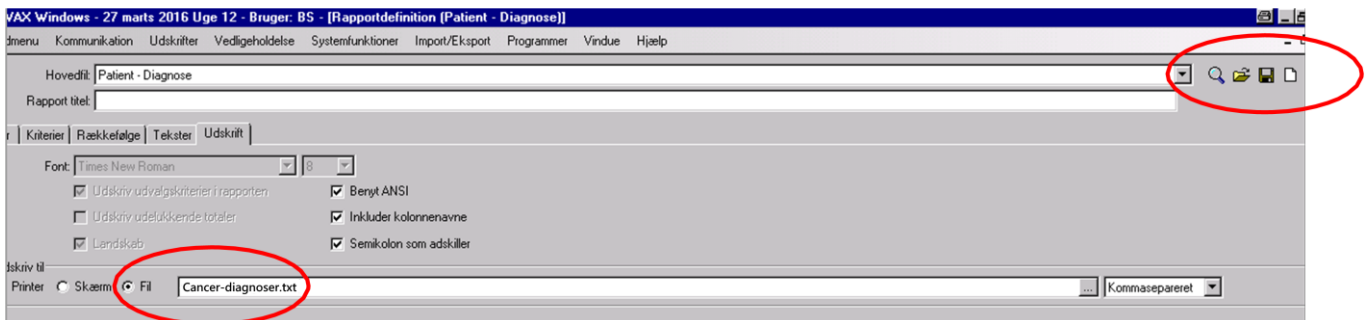 VAX Windows - 27 marts 2016 Uge 12 - Bruger: BS - [Rapportdefinition (Patient - Diagnose)]
dmenu Kommunikation Udskrifter Vedligeholdelse Systemfunktioner Import/Eksport Programmer Vindue Hjælp
Hovedfil: Patient - Diagnose
Rapport titel:
r Kriterier Rækkefølge Tekster Udskrift
Font: Times New Roman 8
Udskriv udvalgskriterier i rapporten Benyt ANSI
Udskriv udelukkende totaler Inkluder kolonnenavne
Landskab Semikolon som adskiller
dskriv til
Printer Skærm Fil Cancer-diagnoser.txt ... Kommasepareret